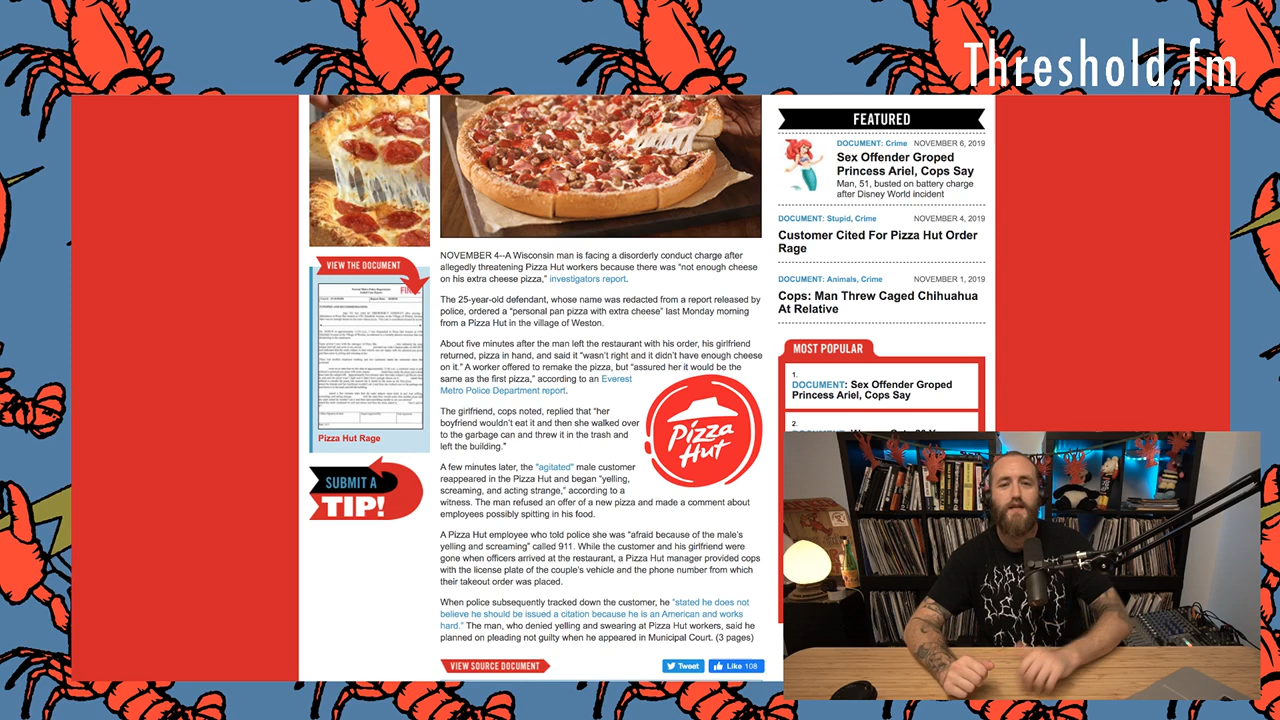 Threshold.fm
VIEW THE DOCUMENT
Pizza Hut Rage
SUBMIT A
TIP!
NOVEMBER 4--A Wisconsin man is facing a disorderly conduct charge after
allegedly threatening Pizza Hut workers because there was “not enough cheese
on his extra cheese pizza,” investigators report.
The 25-year-old defendant, whose name was redacted from a report released by
police, ordered a “personal pan pizza with extra cheese” last Monday morning
from a Pizza Hut in the village of Weston.
About five minutes after the man left the restaurant with his order, his girlfriend
returned, pizza in hand, and said it “wasn’t right and it didn’t have enough cheese
on it.” A worker offered to remake the pizza, but “assured her it would be the
same as the first pizza,” according to an Everest
Metro Police Department report.
The girlfriend, cops noted, replied that “her
boyfriend wouldn’t eat it and then she walked over
to the garbage can and threw it in the trash and
left the building.”
A few minutes later, the “agitated” male customer
reappeared in the Pizza Hut and began “yelling,
screaming, and acting strange,” according to a
witness. The man refused an offer of a new pizza and made a comment about
employees possibly spitting in his food.
A Pizza Hut employee who told police she was “afraid because of the male’s
yelling and screaming” called 911. While the customer and his girlfriend were
gone when officers arrived at the restaurant, a Pizza Hut manager provided cops
with the license plate of the couple’s vehicle and the phone number from which
their takeout order was placed.
When police subsequently tracked down the customer, he “stated he does not
believe he should be issued a citation because he is an American and works
hard.” The man, who denied yelling and swearing at Pizza Hut workers, said he
planned on pleading not guilty when he appeared in Municipal Court. (3 pages)
Pizza
Hut
VIEW SOURCE DOCUMENT
Tweet
Like 108
FEATURED
DOCUMENT: Crime NOVEMBER 6, 2019
Sex Offender Groped
Princess Ariel, Cops Say
Man, 51, busted on battery charge
after Disney World incident
DOCUMENT: Stupid, Crime NOVEMBER 4, 2019
Customer Cited For Pizza Hut Order
Rage
DOCUMENT: Animals, Crime NOVEMBER 1, 2019
Cops: Man Threw Caged Chihuahua
At Relative
MOST POPULAR
1.
DOCUMENT: Sex Offender Groped
Princess Ariel, Cops Say
2.